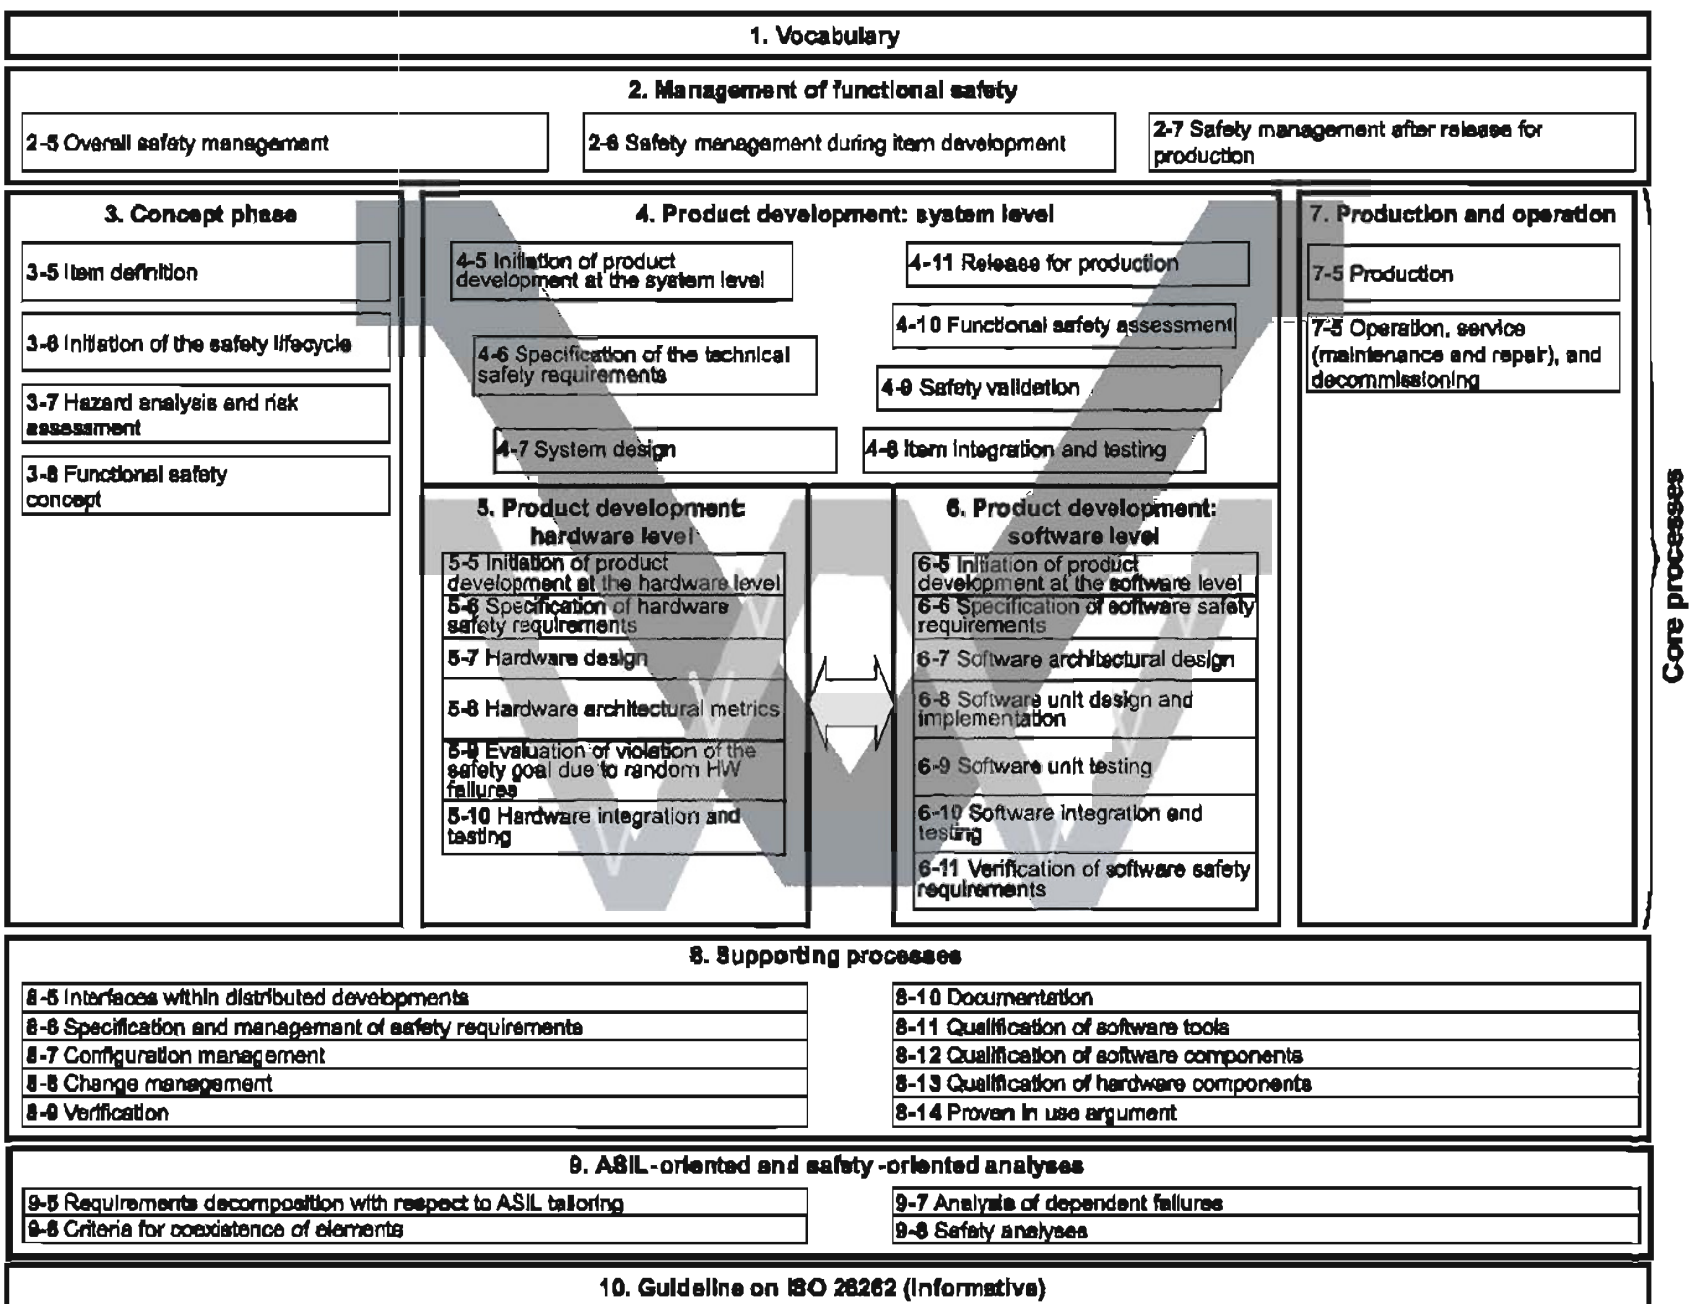 1. Vocabulary
2. Management of functional safety
2-5 Overall safety management
2-6 Safety management during item development
2-7 Safety management after release for
production
3. Concept phase
3-5 Item definition
3-6 Initiation of the safety lifecycle
3-7 Hazard analysis and risk
assessment
3-8 Functional safety
concept
4. Product development: system level
4-5 Initiation of product
development at the system level
4-6 Specification of the technical
safety requirements
4-7 System design
4-11 Release for production
4-10 Functional safety assessment
4-9 Safety validation
4-8 Item integration and testing
5. Product development:
hardware level
5-5 Initiation of product
development at the hardware level
5-6 Specification of hardware
safety requirements
5-7 Hardware design
5-8 Hardware architectural metrics
5-9 Evaluation of violation of the
safety goal due to random HW
failures
5-10 Hardware integration and
testing
6. Product development:
software level
6-5 Initiation of product
development at the software level
6-6 Specification of software safety
requirements
6-7 Software architectural design
6-8 Software unit design and
implementation
6-9 Software unit testing
6-10 Software integration and
testing
6-11 Verification of software safety
requirements
7. Production and operation
7-5 Production
7-5 Operation, service
(maintenance and repair), and
decommissioning
Core processes
8. Supporting processes
8-5 Interfaces within distributed developments
8-6 Specification and management of safety requirements
8-7 Configuration management
8-8 Change management
8-9 Verification
8-10 Documentation
8-11 Qualification of software tools
8-12 Qualification of software components
8-13 Qualification of hardware components
8-14 Proven in use argument
9. ASIL-oriented and safety -oriented analyses
9-5 Requirements decomposition with respect to ASIL tailoring
9-6 Criteria for coexistence of elements
9-7 Analysis of dependent failures
9-8 Safety analyses
10. Guideline on ISO 26262 (informative)